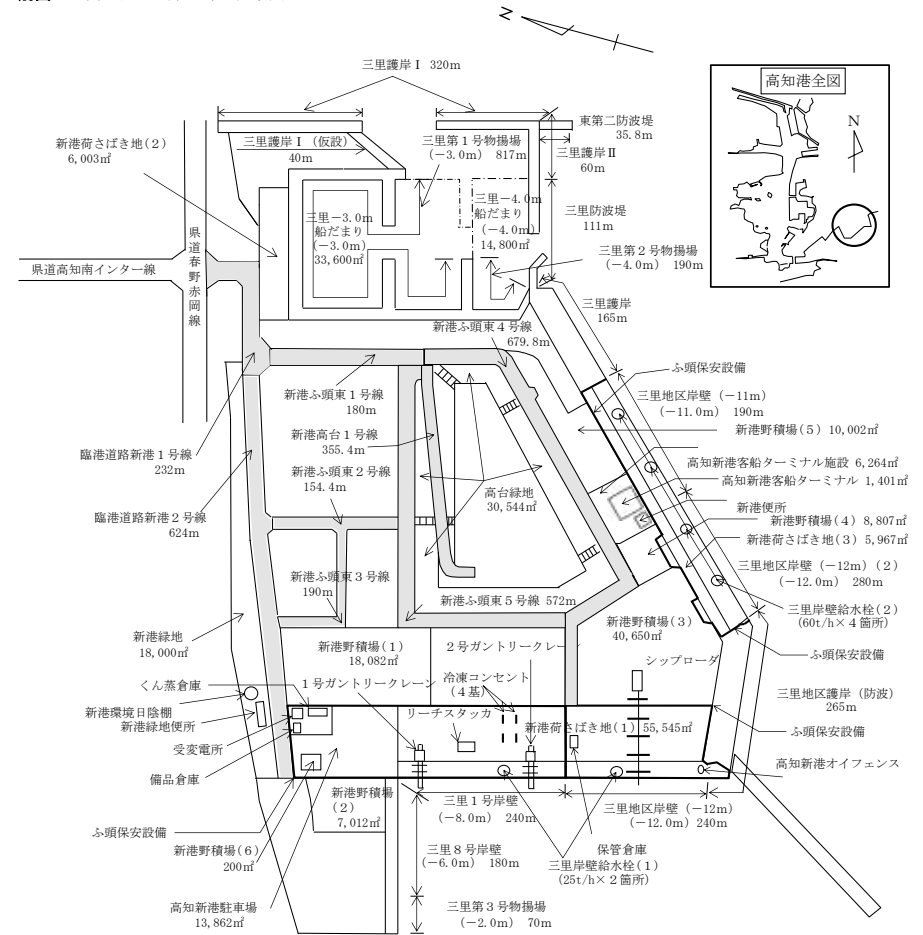 N
三里護岸Ⅰ 320m
高知港全図
N
東第二防波堤
35.8m
新港荷さばき地(2)
6,003㎡
三里護岸Ⅰ (仮設)
40m
三里第1号物揚場
(−3.0m) 817m
三里護岸Ⅱ
60m
三里−3.0m
船だまり
(−3.0m)
33,600㎡
三里−4.0m
船だまり
(−4.0m)
14,800㎡
三里防波堤
111m
県道春野赤岡線
県道高知南インター線
三里第2号物揚場
(−4.0m) 190m
三里護岸
165m
新港ふ頭東4号線
679.8m
ふ頭保安設備
新港ふ頭東1号線
180m
三里地区岸壁(−11m)
(−11.0m) 190m
新港野積場(5) 10,002㎡
新港高台1号線
355.4m
臨港道路新港1号線
232m
新港ふ頭東2号線
154.4m
高知新港客船ターミナル施設 6,264㎡
高知新港客船ターミナル 1,401㎡
高台緑地
30,544㎡
新港便所
新港野積場(4) 8,807㎡
臨港道路新港2号線
624m
新港荷さばき地(3) 5,967㎡
三里地区岸壁(−12m)(2)
(−12.0m) 280m
新港ふ頭東3号線
190m
新港ふ頭東5号線 572m
三里岸壁給水栓(2)
(60t/h×4箇所)
新港野積場(3)
40,650㎡
新港緑地
18,000㎡
新港野積場(1)
18,082㎡
2号ガントリークレーン
ふ頭保安設備
シップローダ
くん蒸倉庫
1号ガントリークレーン
冷凍コンセント
(4基)
三里地区護岸(防波)
265m
新港環境日陰棚
新港緑地便所
リーチスタッカ
新港荷さばき地(1) 55,545㎡
ふ頭保安設備
受変電所
高知新港オイフェンス
備品倉庫
新港野積場
(2)
7,012㎡
三里1号岸壁
(−8.0m) 240m
三里地区岸壁(−12m)
(−12.0m) 240m
ふ頭保安設備
新港野積場(6)
200㎡
三里8号岸壁
(−6.0m) 180m
保管倉庫
三里岸壁給水栓(1)
(25t/h×2箇所)
高知新港駐車場
13,862㎡
三里第3号物揚場
(−2.0m) 70m